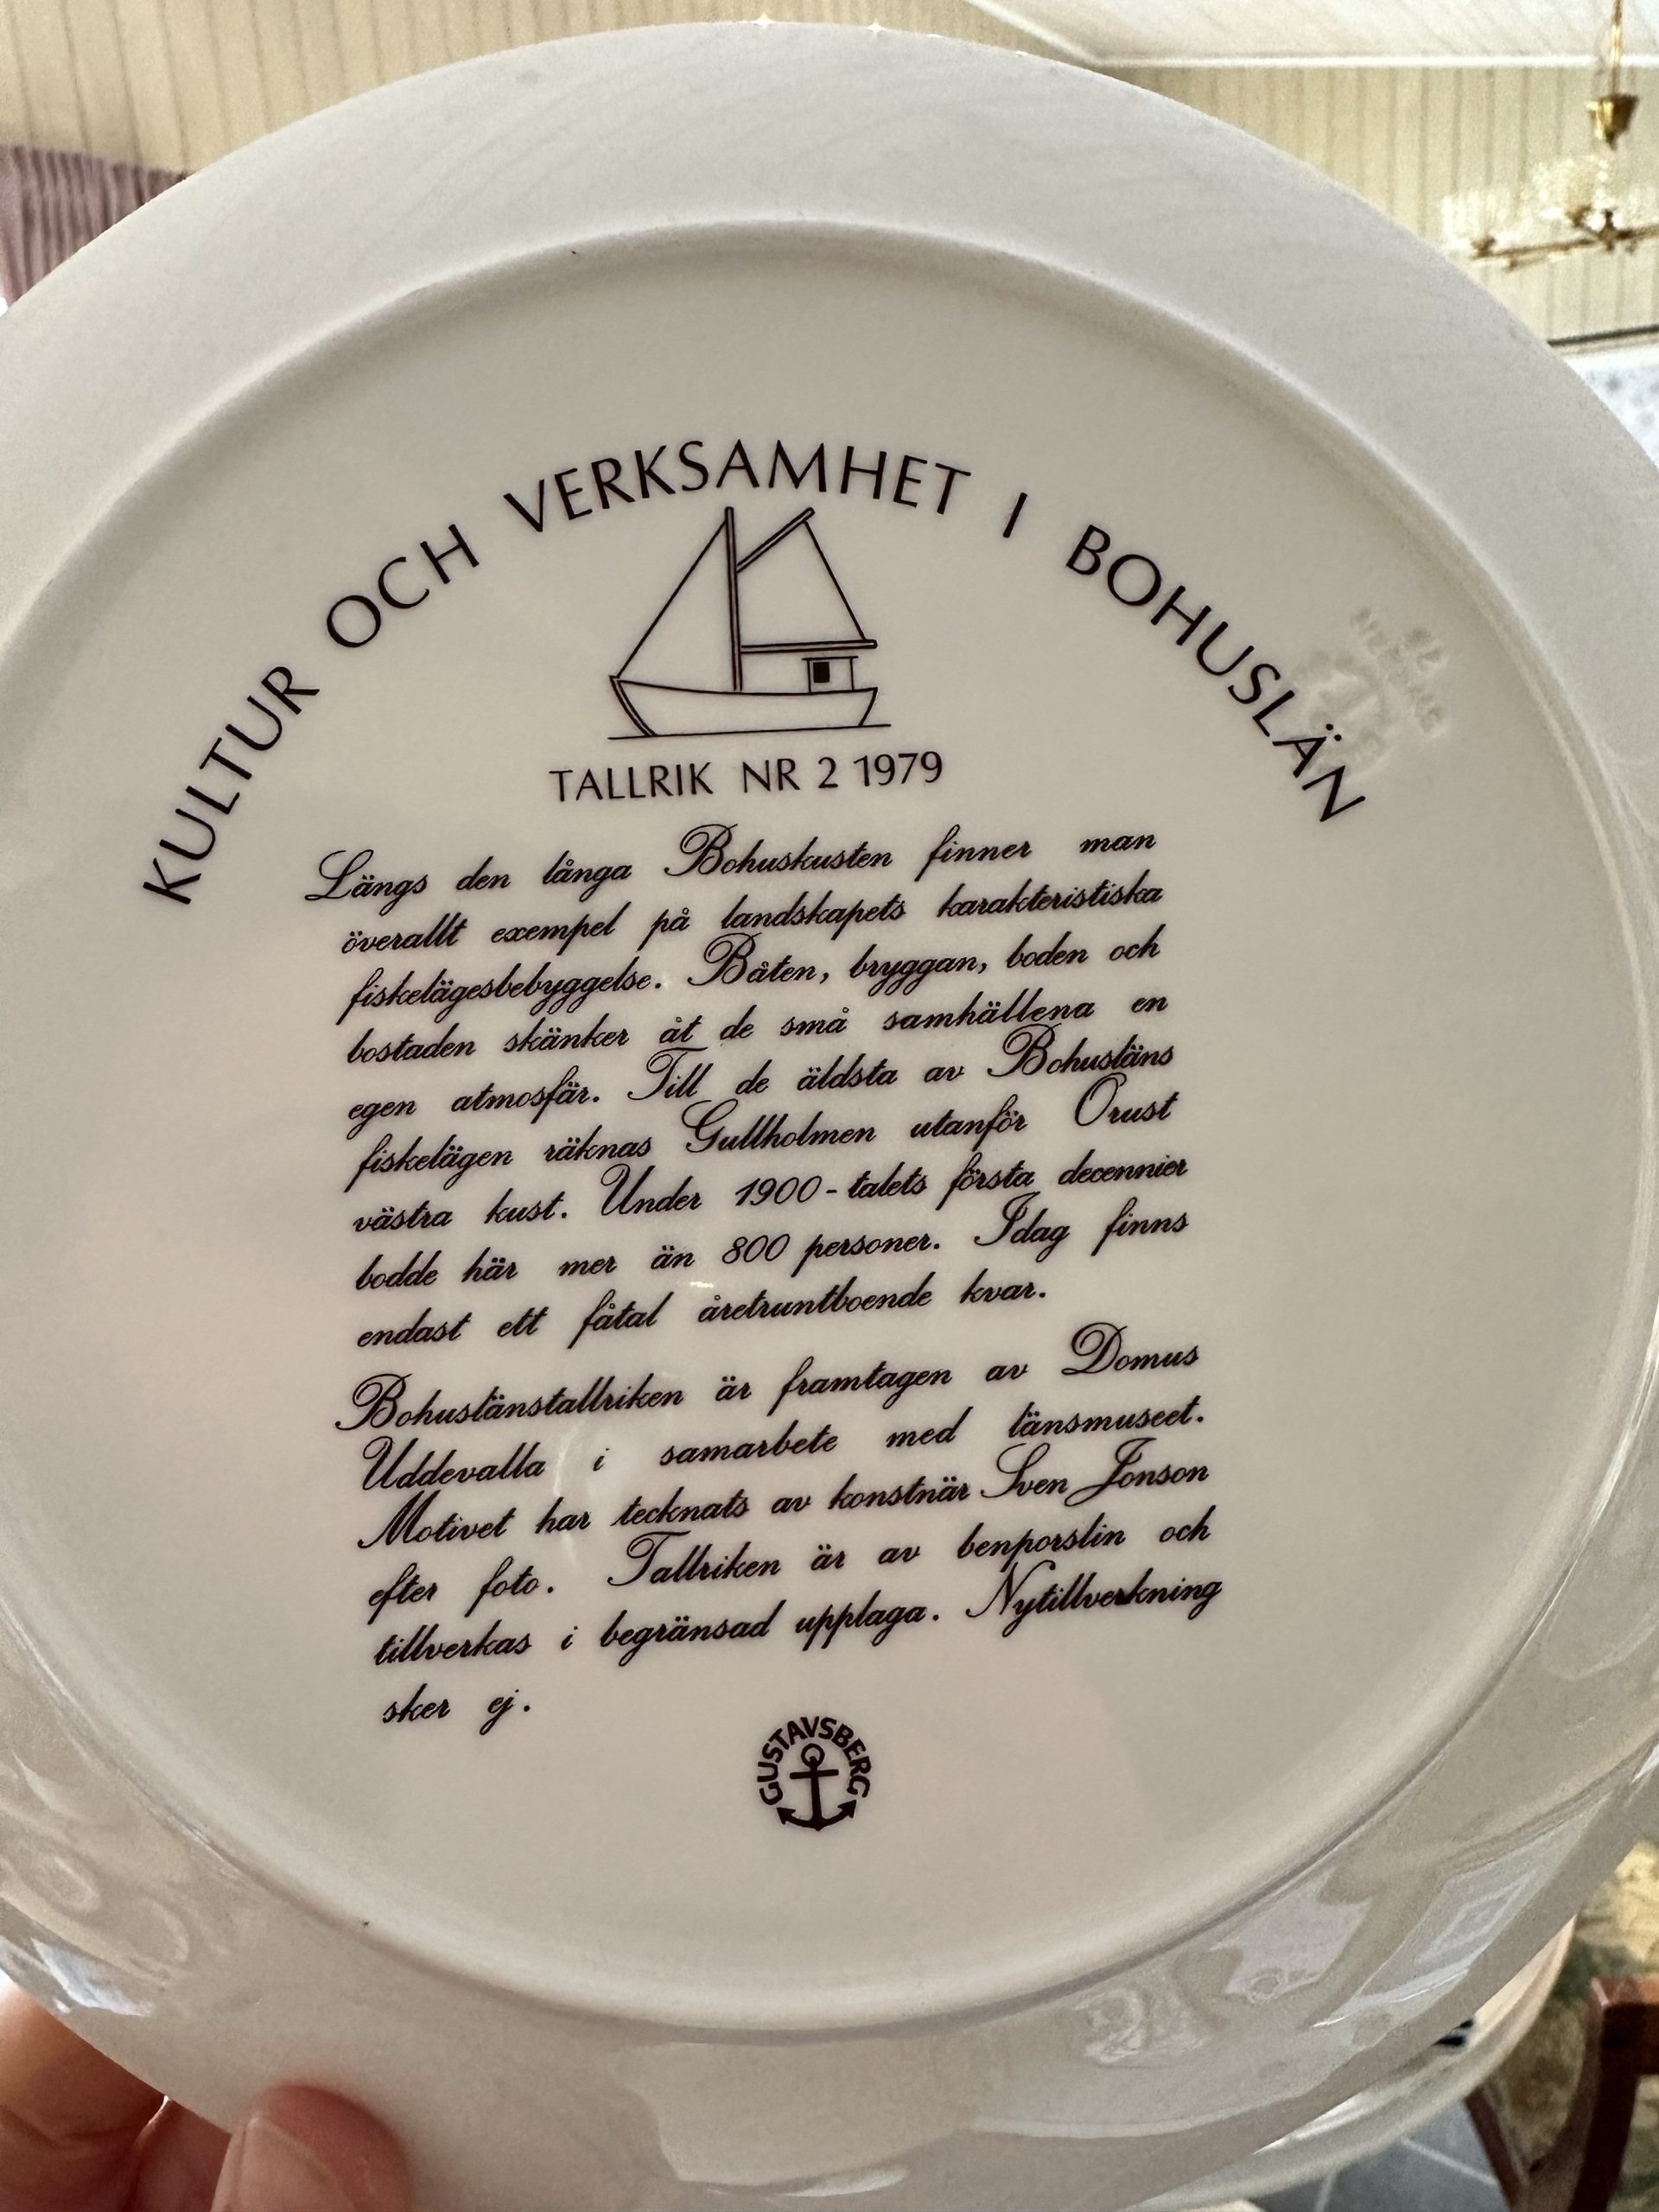 KULTUR OCH VERKSAMHET I BOHUSLÄN
TALLRIK NR 2 1979
Längs den långa Bohuskusten finner man
överallt exempel på landskapets karakteristiska
fiskelägesbebyggelse. Båten, bryggan, boden och
bostaden skänker åt de små samhällena en
egen atmosfär. Till de äldsta av Bohusläns
fiskelägen räknas Gullholmen utanför Orust
västra kust. Under 1900-talets första decennier
bodde här mer än 800 personer. Idag finns
endast ett fåtal åretruntboende kvar.
Bohuslänstallriken är framtagen av Domus
Uddevalla i samarbete med länsmuseet.
Motivet har tecknats av konstnär Sven Jonson
efter foto. Tallriken är av benporslin och
tillverkas i begränsad upplaga. Nytillverkning
sker ej.
GUSTAVSBERG